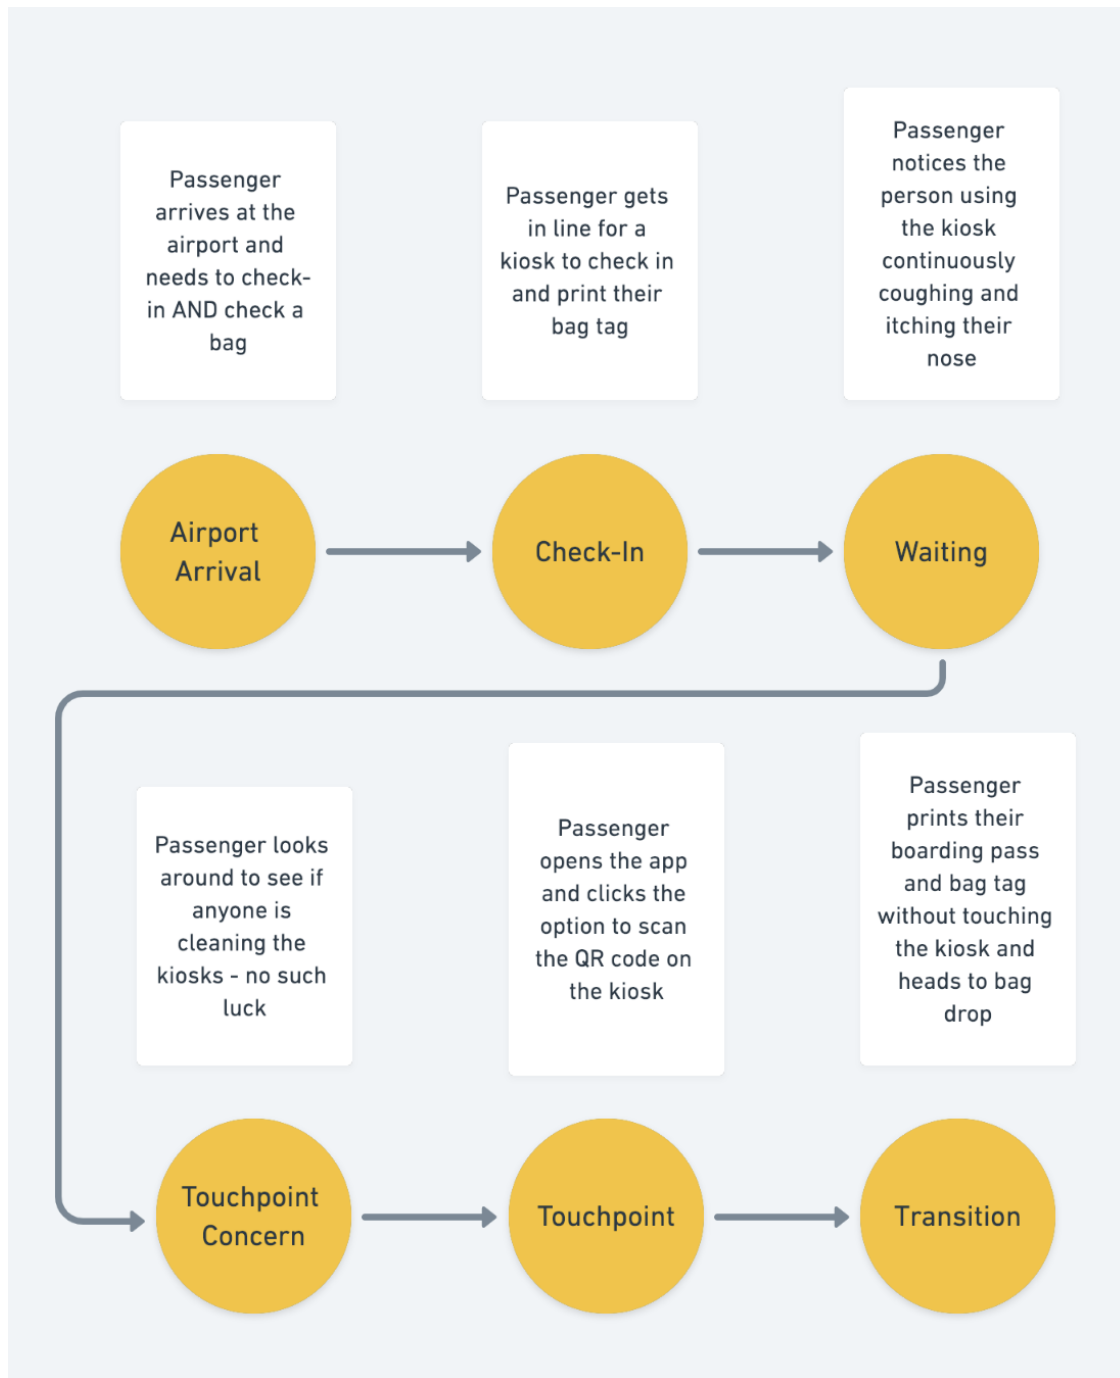 Passenger
arrives at the
airport and
needs to check-
in AND check a
bag
Passenger gets
in line for a
kiosk to check in
and print their
bag tag
Passenger
notices the
person using
the kiosk
continuously
coughing and
itching their
nose
Airport
Arrival
Check-In
Waiting
Passenger looks
around to see if
anyone is
cleaning the
kiosks - no such
luck
Passenger
opens the app
and clicks the
option to scan
the QR code on
the kiosk
Passenger
prints their
boarding pass
and bag tag
without touching
the kiosk and
heads to bag
drop
Touchpoint
Concern
Touchpoint
Transition